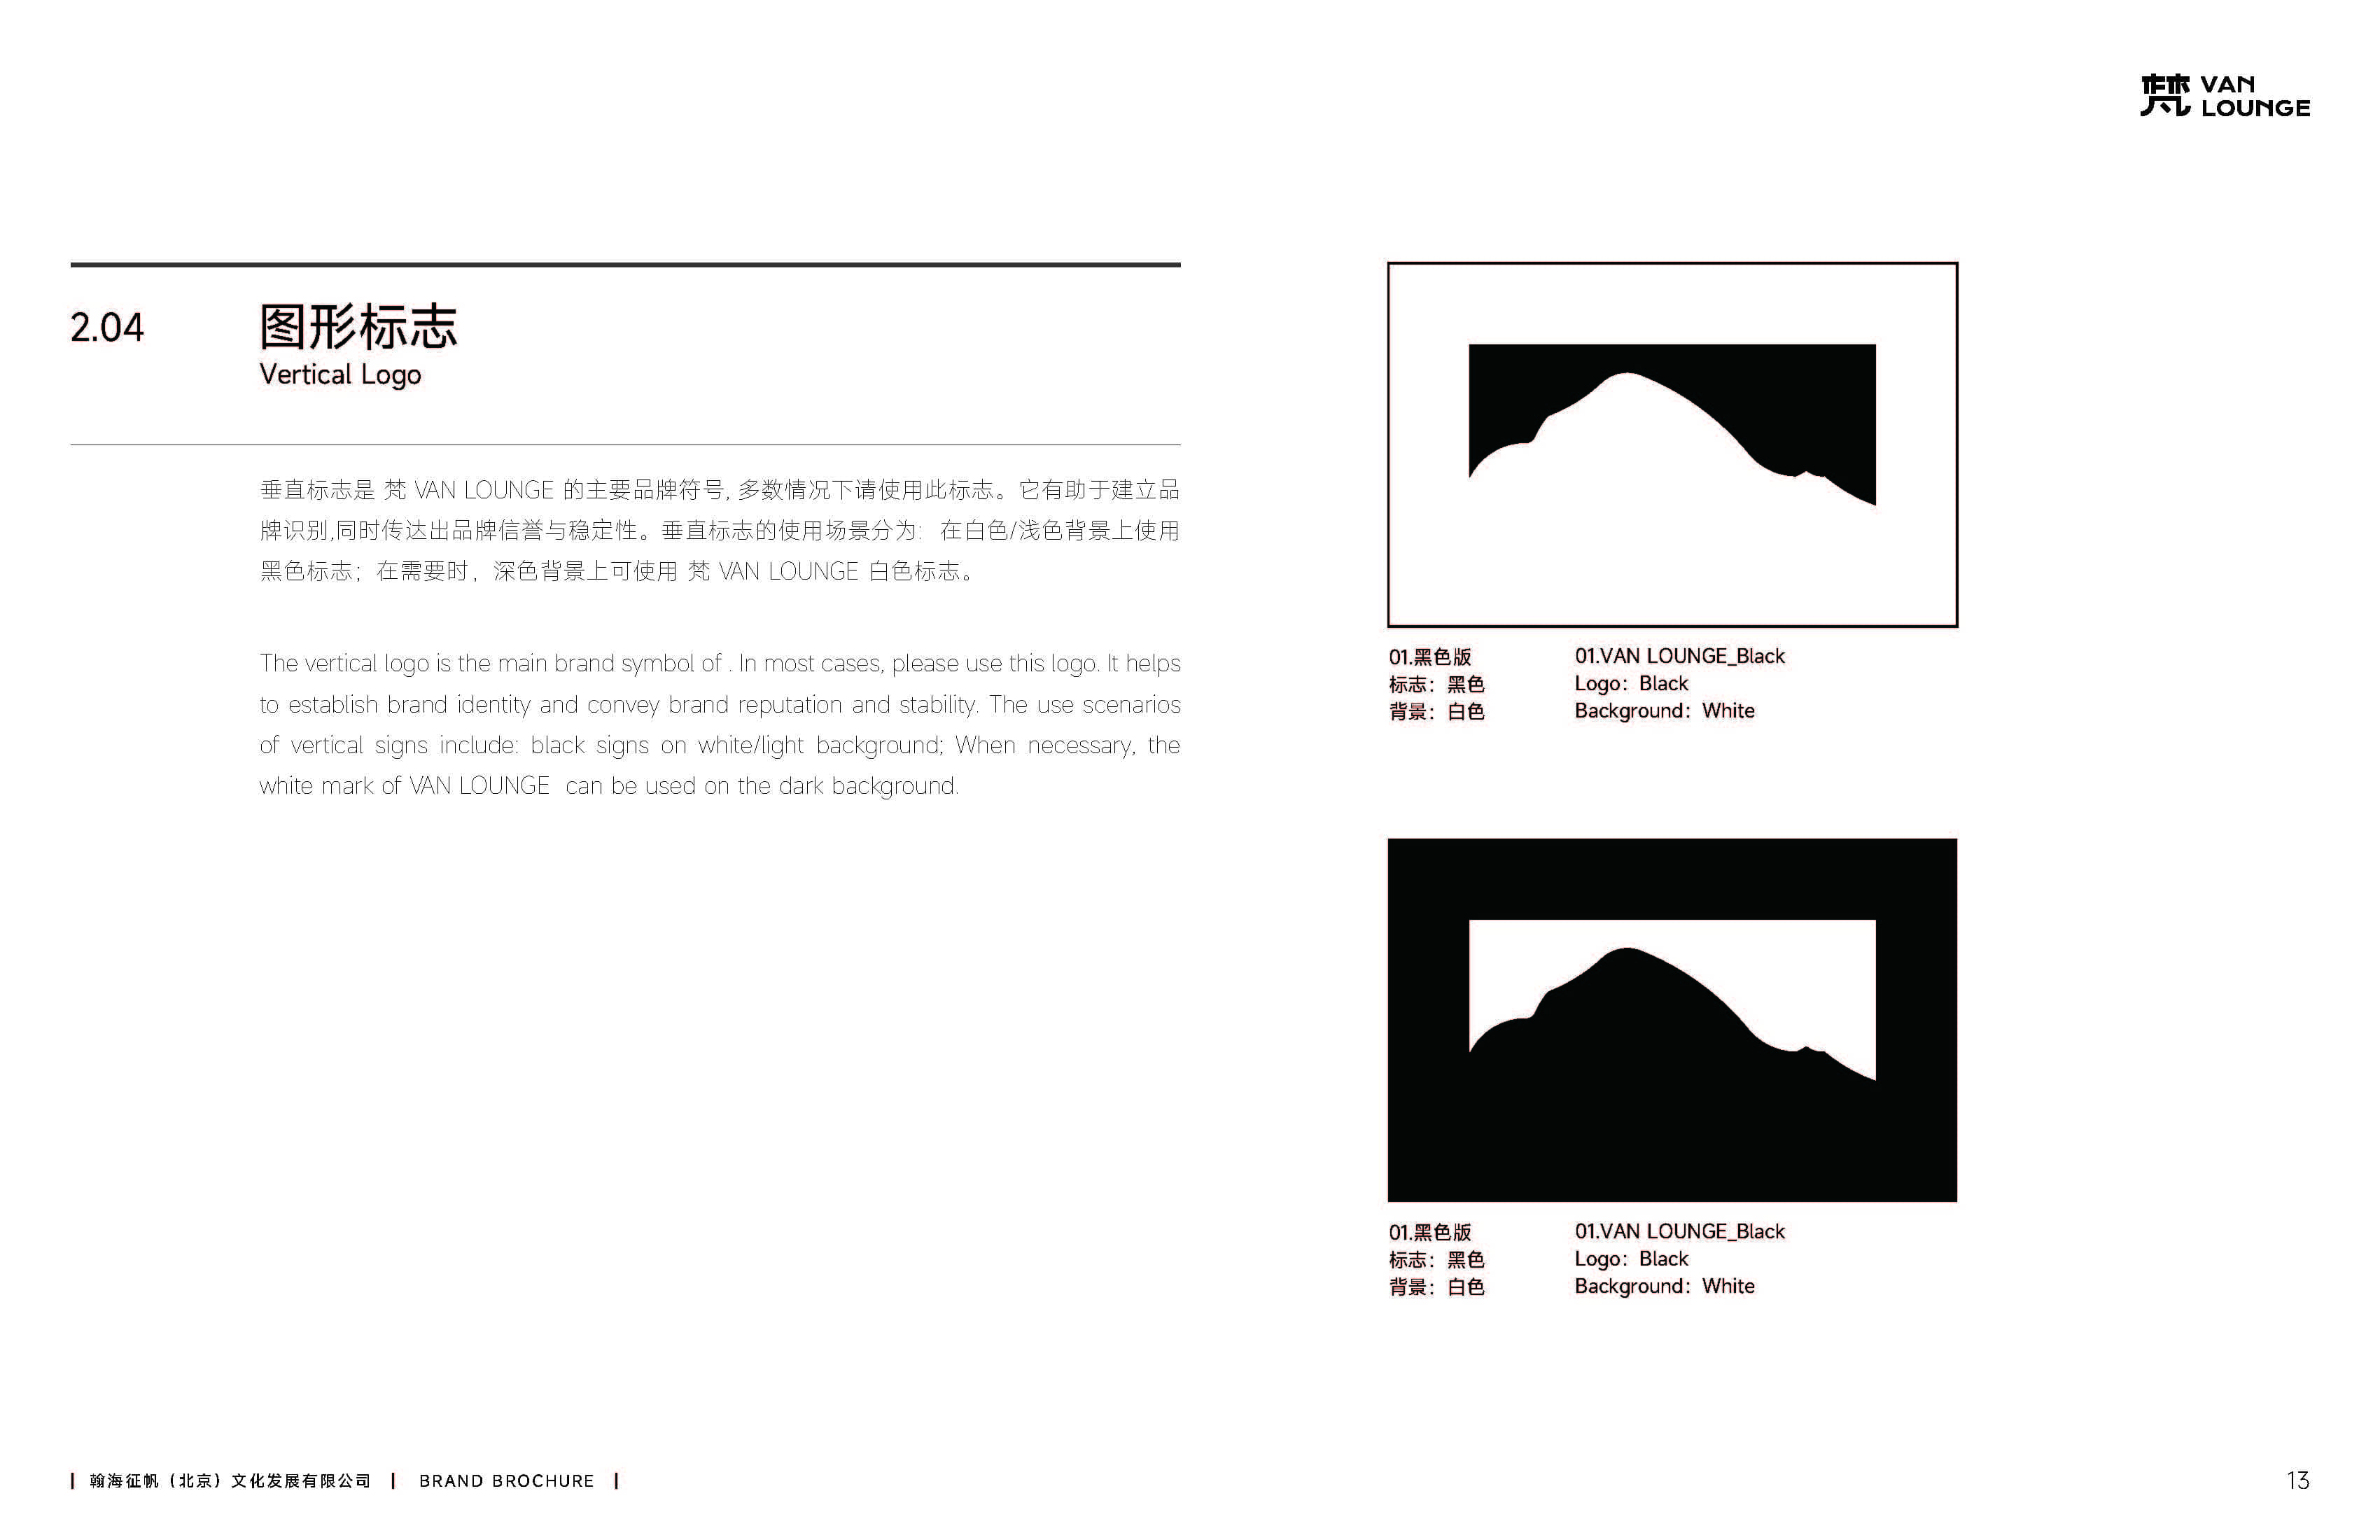 梵 VAN
LOUNGE
2.04
图形标志
Vertical Logo
垂直标志是 梵 VAN LOUNGE 的主要品牌符号, 多数情况下请使用此标志。它有助于建立品
牌识别,同时传达出品牌信誉与稳定性。垂直标志的使用场景分为：在白色/浅色背景上使用
黑色标志；在需要时，深色背景上可使用 梵 VAN LOUNGE 白色标志。
The vertical logo is the main brand symbol of . In most cases, please use this logo. It helps
to establish brand identity and convey brand reputation and stability. The use scenarios
of vertical signs include: black signs on white/light background; When necessary, the
white mark of VAN LOUNGE  can be used on the dark background.
01.黑色版
标志：黑色
背景：白色
01.VAN LOUNGE_Black
Logo：Black
Background：White
01.黑色版
标志：黑色
背景：白色
01.VAN LOUNGE_Black
Logo：Black
Background：White
| 瀚海征帆（北京）文化发展有限公司 | BRAND BROCHURE |
13